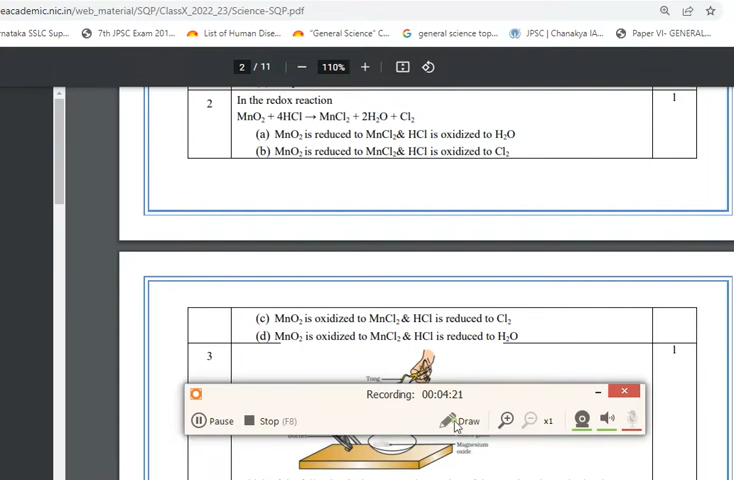 eacademic.nic.in/web_material/SQP/ClassX_2022_23/Science-SQP.pdf
rnataka SSLC Sup... 7th JPSC Exam 201... List of Human Dise... "General Science" C... general science top... JPSC | Chanakya IA... Paper VI- GENERAL...
2 / 11 110%
2 In the redox reaction 1
MnO₂ + 4HCl → MnCl₂ + 2H₂O + Cl₂
(a) MnO₂ is reduced to MnCl₂& HCl is oxidized to H₂O
(b) MnO₂ is reduced to MnCl₂& HCl is oxidized to Cl₂
(c) MnO₂ is oxidized to MnCl₂ & HCl is reduced to Cl₂
(d) MnO₂ is oxidized to MnCl₂ & HCl is reduced to H₂O
3 1
Tong
Recording: 00:04:21
Pause Stop (F8) Draw x1
Magnesium
oxide